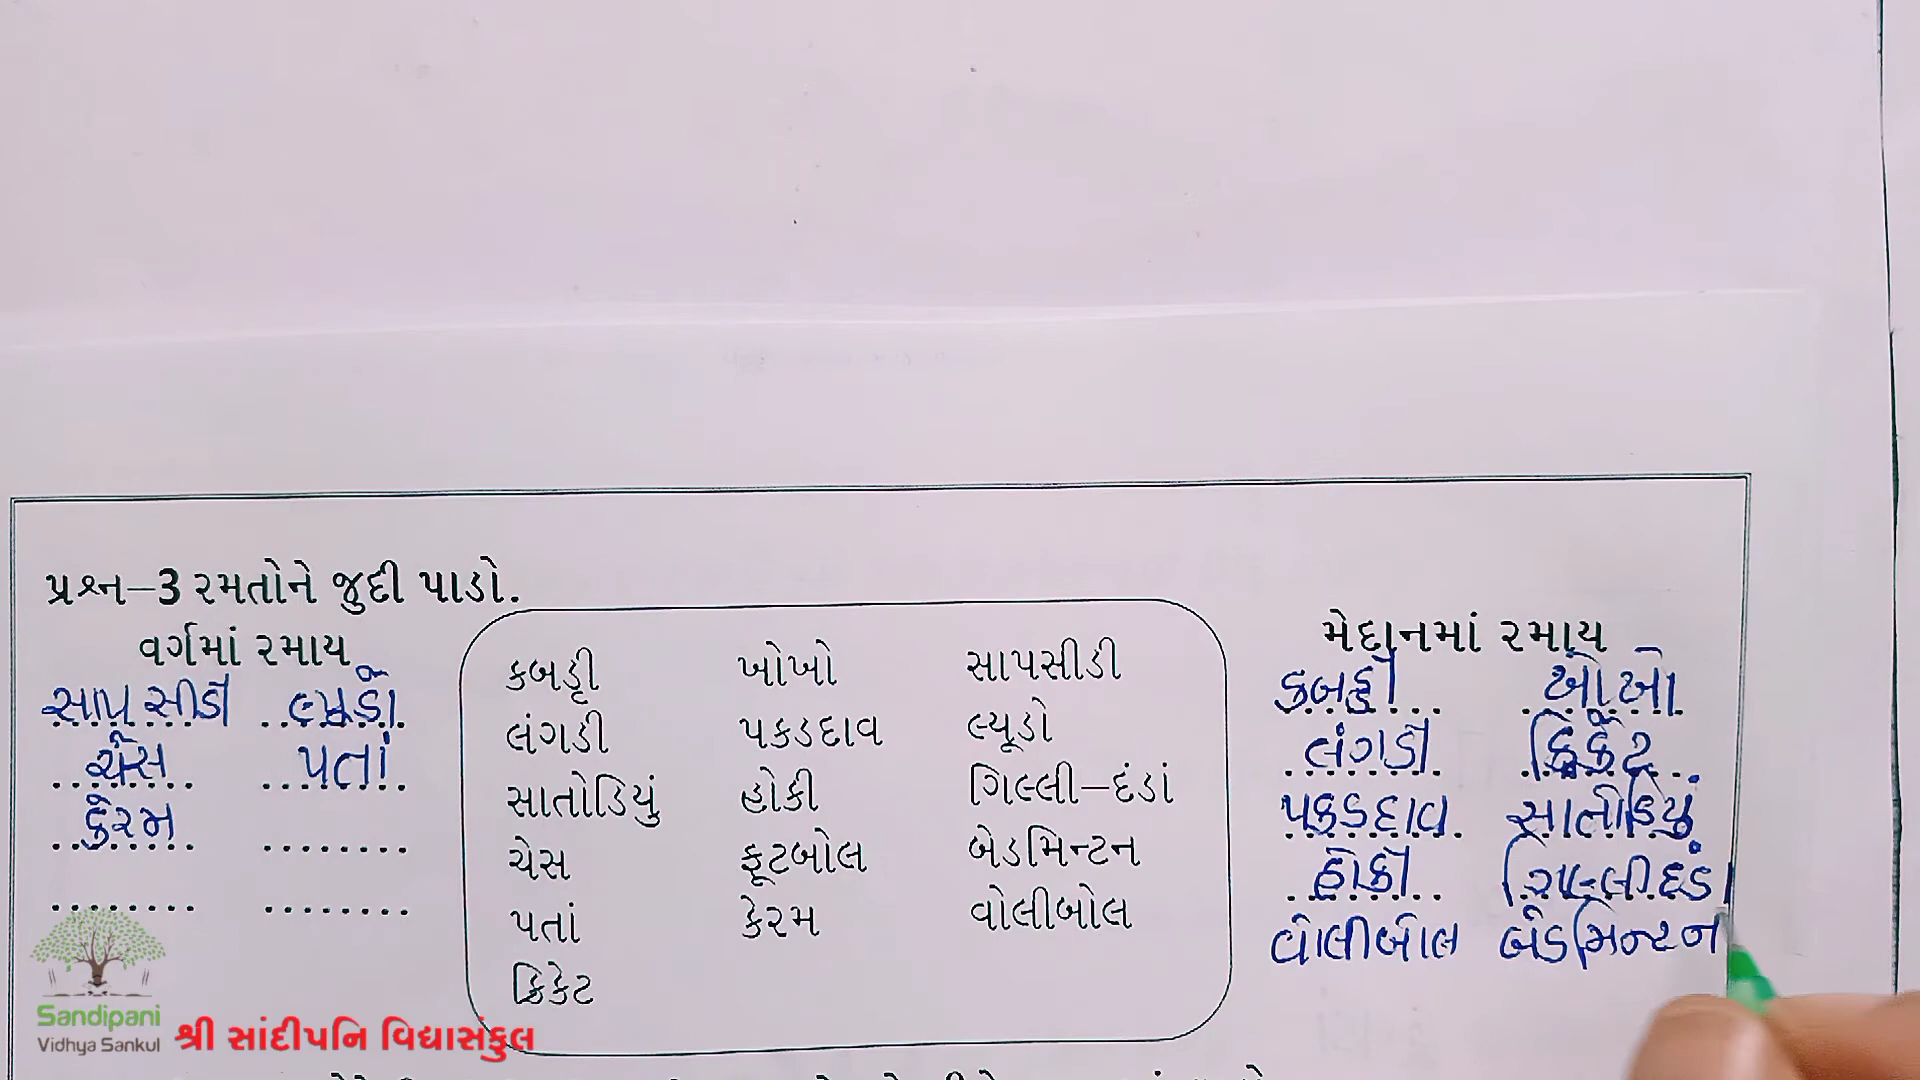 પ્રશ્ન–3 રમતોને જુદી પાડો.
વર્ગમાં રમાય
સાપ સીડી લ્યુડો
ચેસ પતાં
કેરમ
કબડ્ડી ખોખો સાપસીડી
લંગડી પકડદાવ લ્યૂડો
સાતોડિયું હોકી ગિલ્લી–દંડાં
ચેસ ફૂટબોલ બેડમિન્ટન
પતાં કેરમ વોલીબોલ
ક્રિકેટ
મેદાનમાં રમાય
કબડ્ડી ખોખો
લંગડી ક્રિકેટ
પકડદાવ સાતોડિયું
હોકી ગિલ્લીદંડા
વોલીબોલ બેડમિન્ટન
Sandipani
Vidhya Sankul
શ્રી સાંદીપનિ વિદ્યાસંકુલ